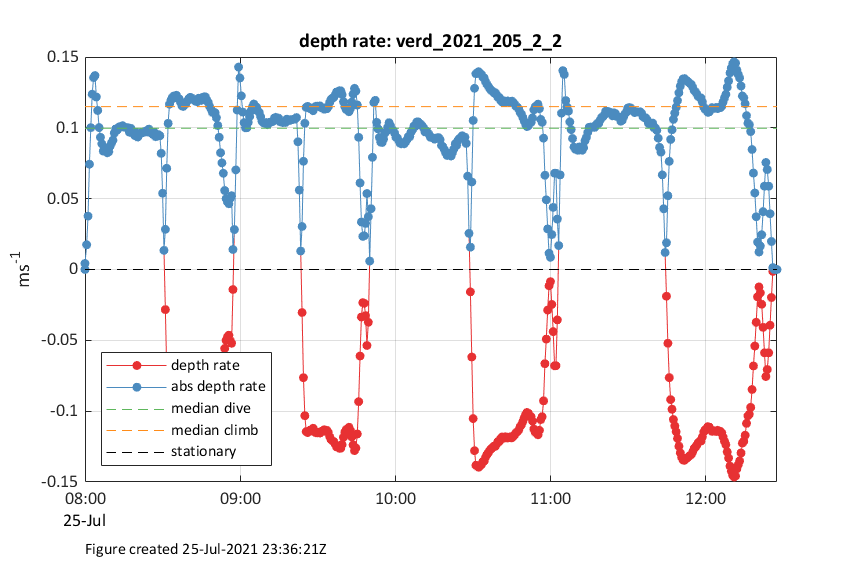 depth rate: verd_2021_205_2_2
0.15
0.1
0.05
0
-0.05
-0.1
-0.15
ms-1
depth rate
abs depth rate
median dive
median climb
stationary
08:00 09:00 10:00 11:00 12:00
25-Jul
Figure created 25-Jul-2021 23:36:21Z